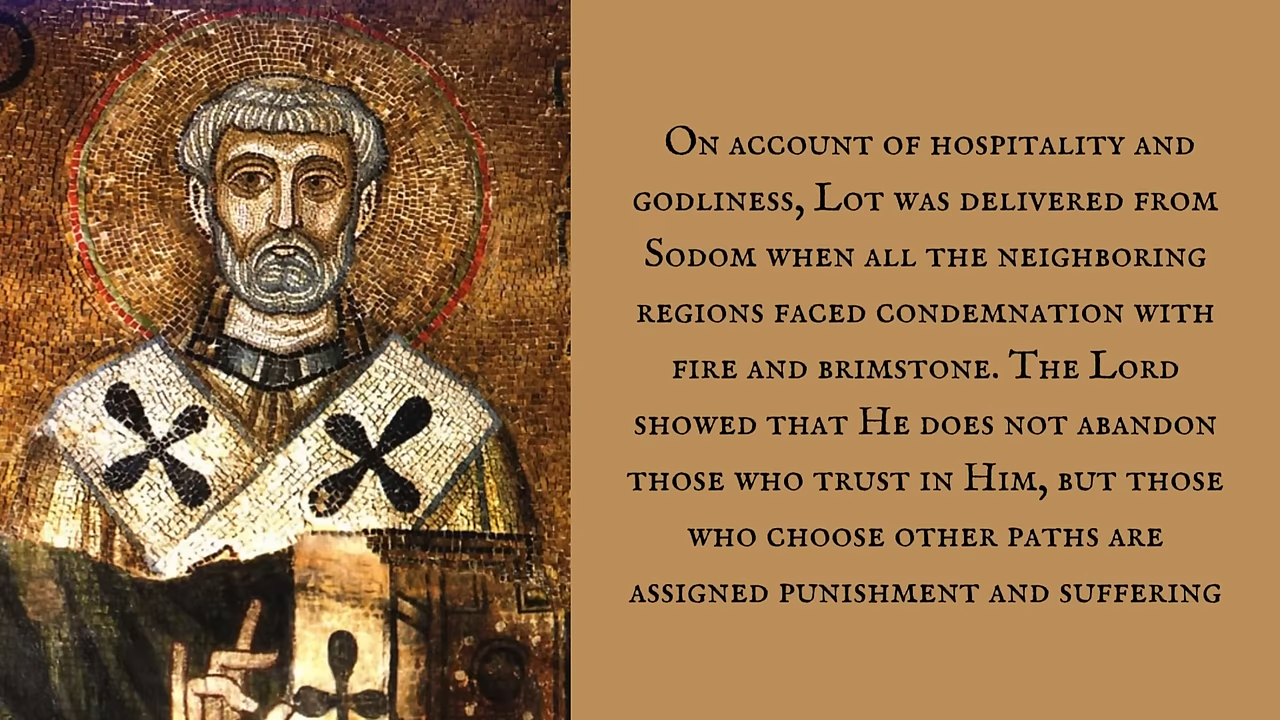 On account of hospitality and
godliness, Lot was delivered from
Sodom when all the neighboring
regions faced condemnation with
fire and brimstone. The Lord
showed that He does not abandon
those who trust in Him, but those
who choose other paths are
assigned punishment and suffering